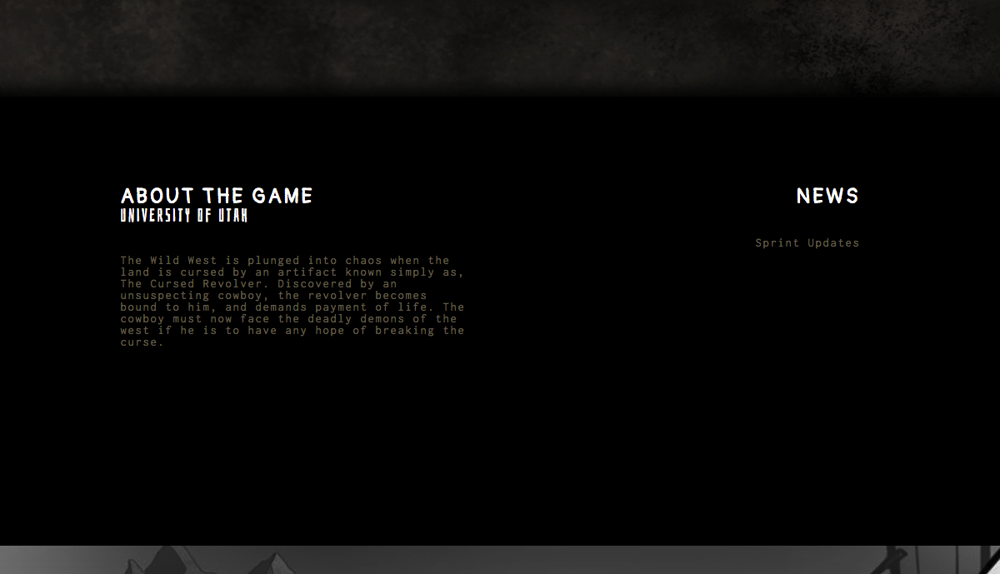 ABOUT THE GAME
UNIVERSITY OF UTAH
The Wild West is plunged into chaos when the
land is cursed by an artifact known simply as,
The Cursed Revolver. Discovered by an
unsuspecting cowboy, the revolver becomes
bound to him, and demands payment of life. The
cowboy must now face the deadly demons of the
west if he is to have any hope of breaking the
curse.
NEWS
Sprint Updates